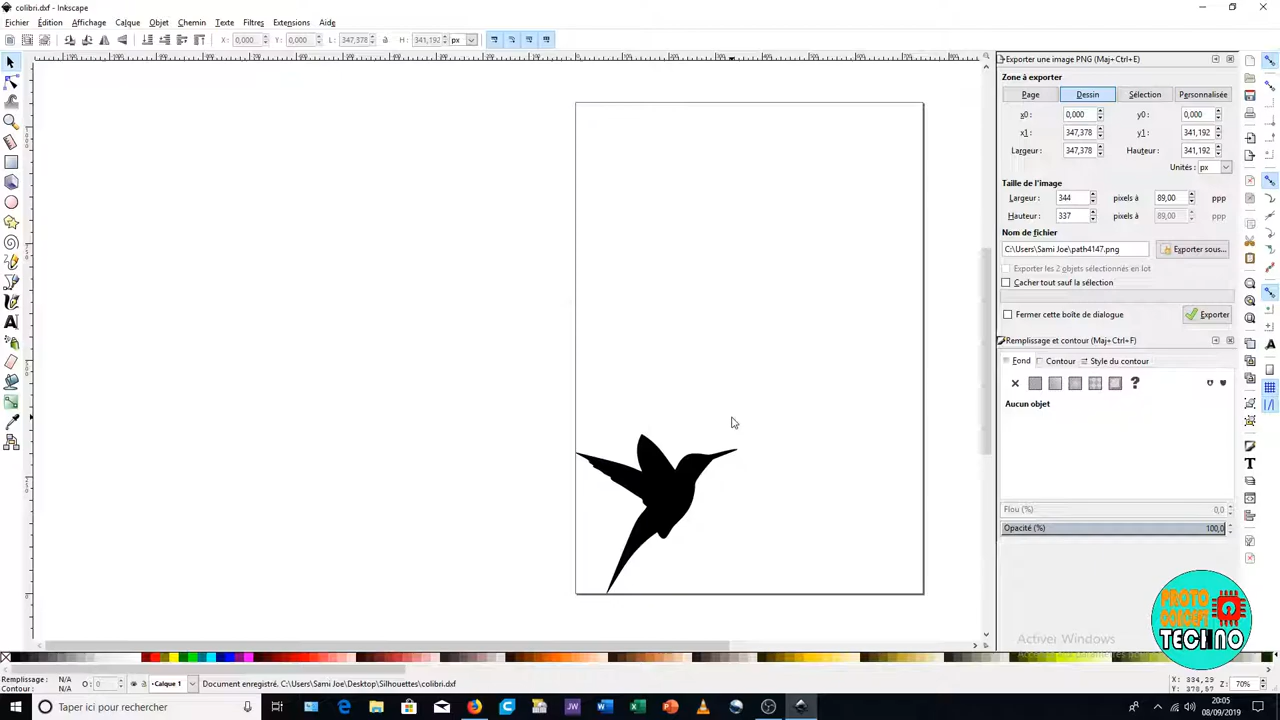 colibri.dxf - Inkscape
Fichier Édition Affichage Calque Objet Chemin Texte Filtres Extensions Aide
X: 0,000 Y: 0,000 L: 347,378 H: 341,192 px
Exporter une image PNG (Maj+Ctrl+E)
Zone à exporter
Page Dessin Sélection Personnalisée
x0: 0,000 y0: 0,000
x1: 347,378 y1: 341,192
Largeur : 347,378 Hauteur : 341,192
Unités : px
Taille de l'image
Largeur : 344 pixels à 89,00 ppp
Hauteur : 337 pixels à 89,00 ppp
Nom de fichier
C:\Users\Sami Joe\path4147.png Exporter sous...
Exporter les 2 objets sélectionnés en lot
Cacher tout sauf la sélection
Fermer cette boîte de dialogue Exporter
Remplissage et contour (Maj+Ctrl+F)
Fond Contour Style du contour
Aucun objet
Flou (%) 0,0
Opacité (%) 100,0
PROTO
CONCEPT
TECHNO
Activer Windows
Remplissage : N/A
Contour : N/A
O: 0 Calque 1 Document enregistré. C:\Users\Sami Joe\Desktop\Silhouettes\colibri.dxf
X: 334,29
Y: 378,57
Z: 70%
Taper ici pour rechercher
20:05
08/09/2019